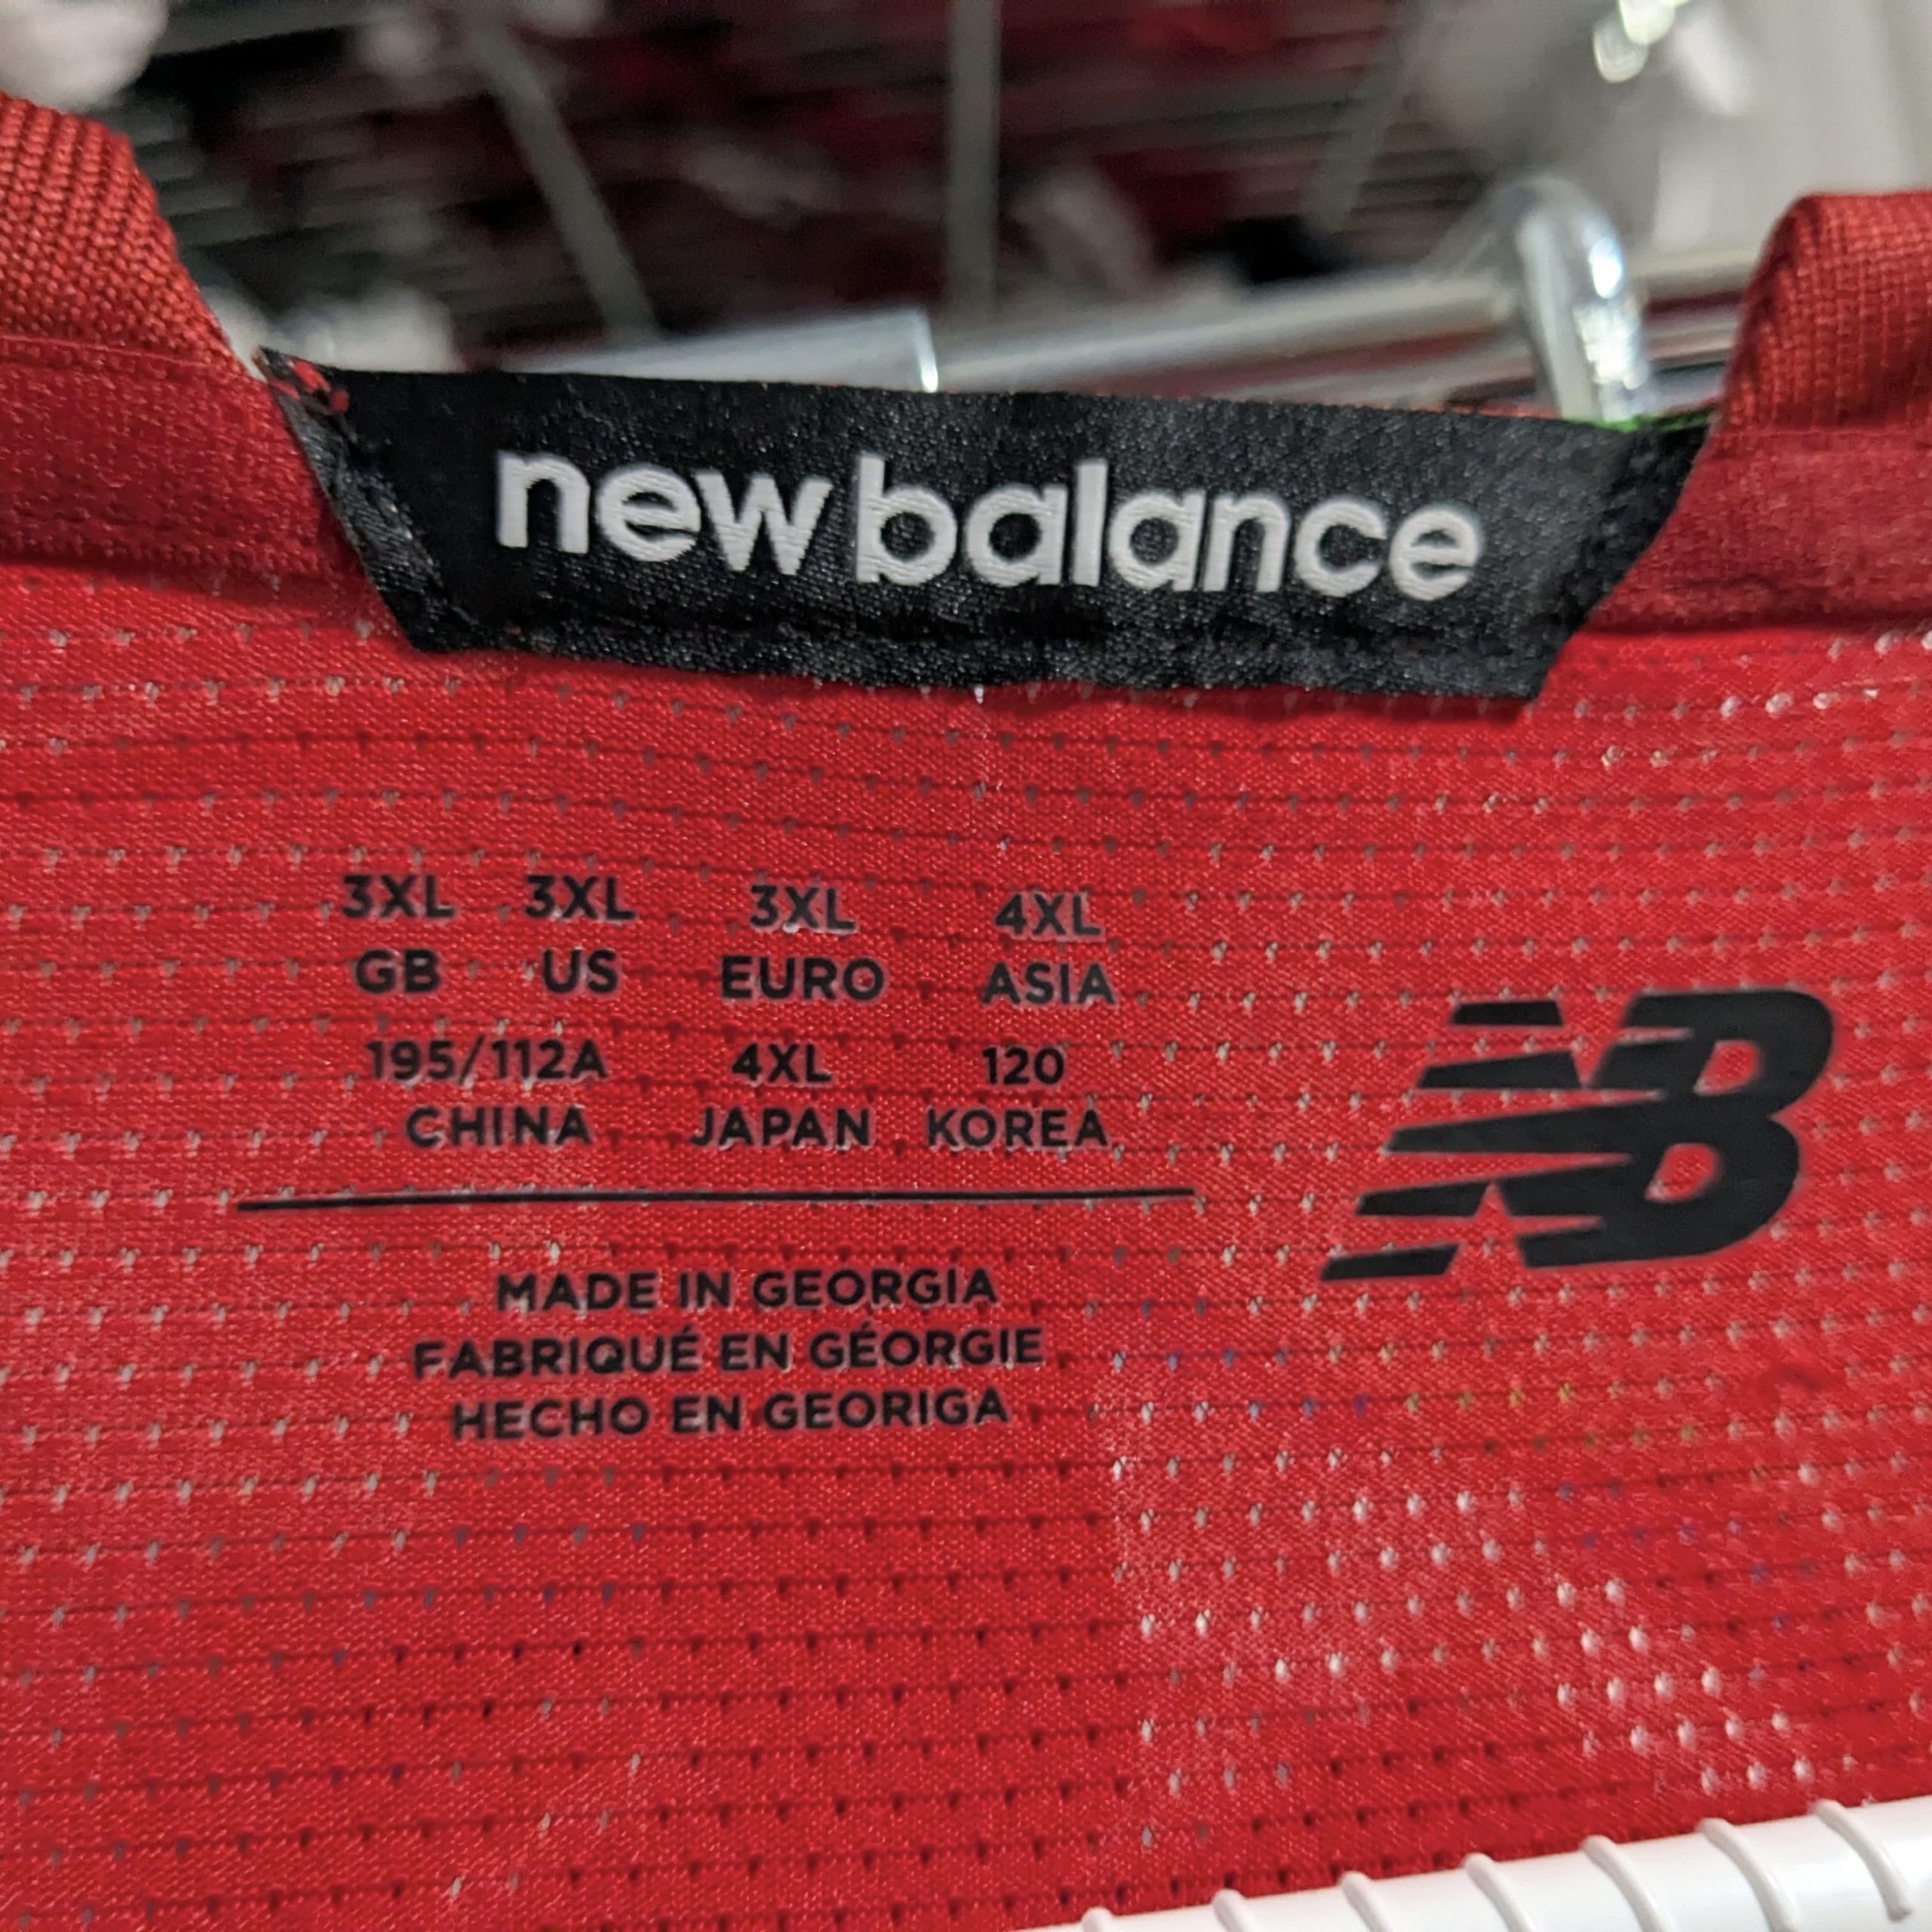 new balance
3XL 3XL 3XL 4XL
GB US EURO ASIA
195/112A 4XL 120
CHINA JAPAN KOREA
NB
MADE IN GEORGIA
FABRIQUÉ EN GÉORGIE
HECHO EN GEORIGA